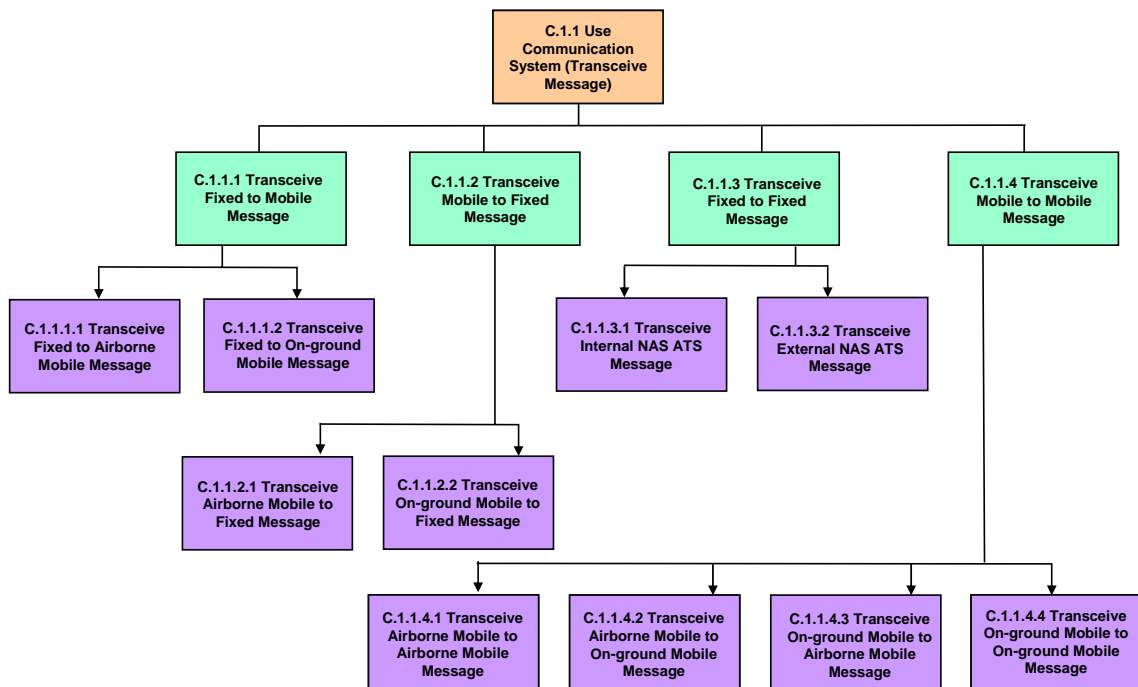 C.1.1 Use
Communication
System (Transceive
Message)
C.1.1.1 Transceive
Fixed to Mobile
Message
C.1.1.2 Transceive
Mobile to Fixed
Message
C.1.1.3 Transceive
Fixed to Fixed
Message
C.1.1.4 Transceive
Mobile to Mobile
Message
C.1.1.1.1 Transceive
Fixed to Airborne
Mobile Message
C.1.1.1.2 Transceive
Fixed to On-ground
Mobile Message
C.1.1.3.1 Transceive
Internal NAS ATS
Message
C.1.1.3.2 Transceive
External NAS ATS
Message
C.1.1.2.1 Transceive
Airborne Mobile to
Fixed Message
C.1.1.2.2 Transceive
On-ground Mobile to
Fixed Message
C.1.1.4.1 Transceive
Airborne Mobile to
Airborne Mobile
Message
C.1.1.4.2 Transceive
Airborne Mobile to
On-ground Mobile
Message
C.1.1.4.3 Transceive
On-ground Mobile to
Airborne Mobile
Message
C.1.1.4.4 Transceive
On-ground Mobile to
On-ground Mobile
Message